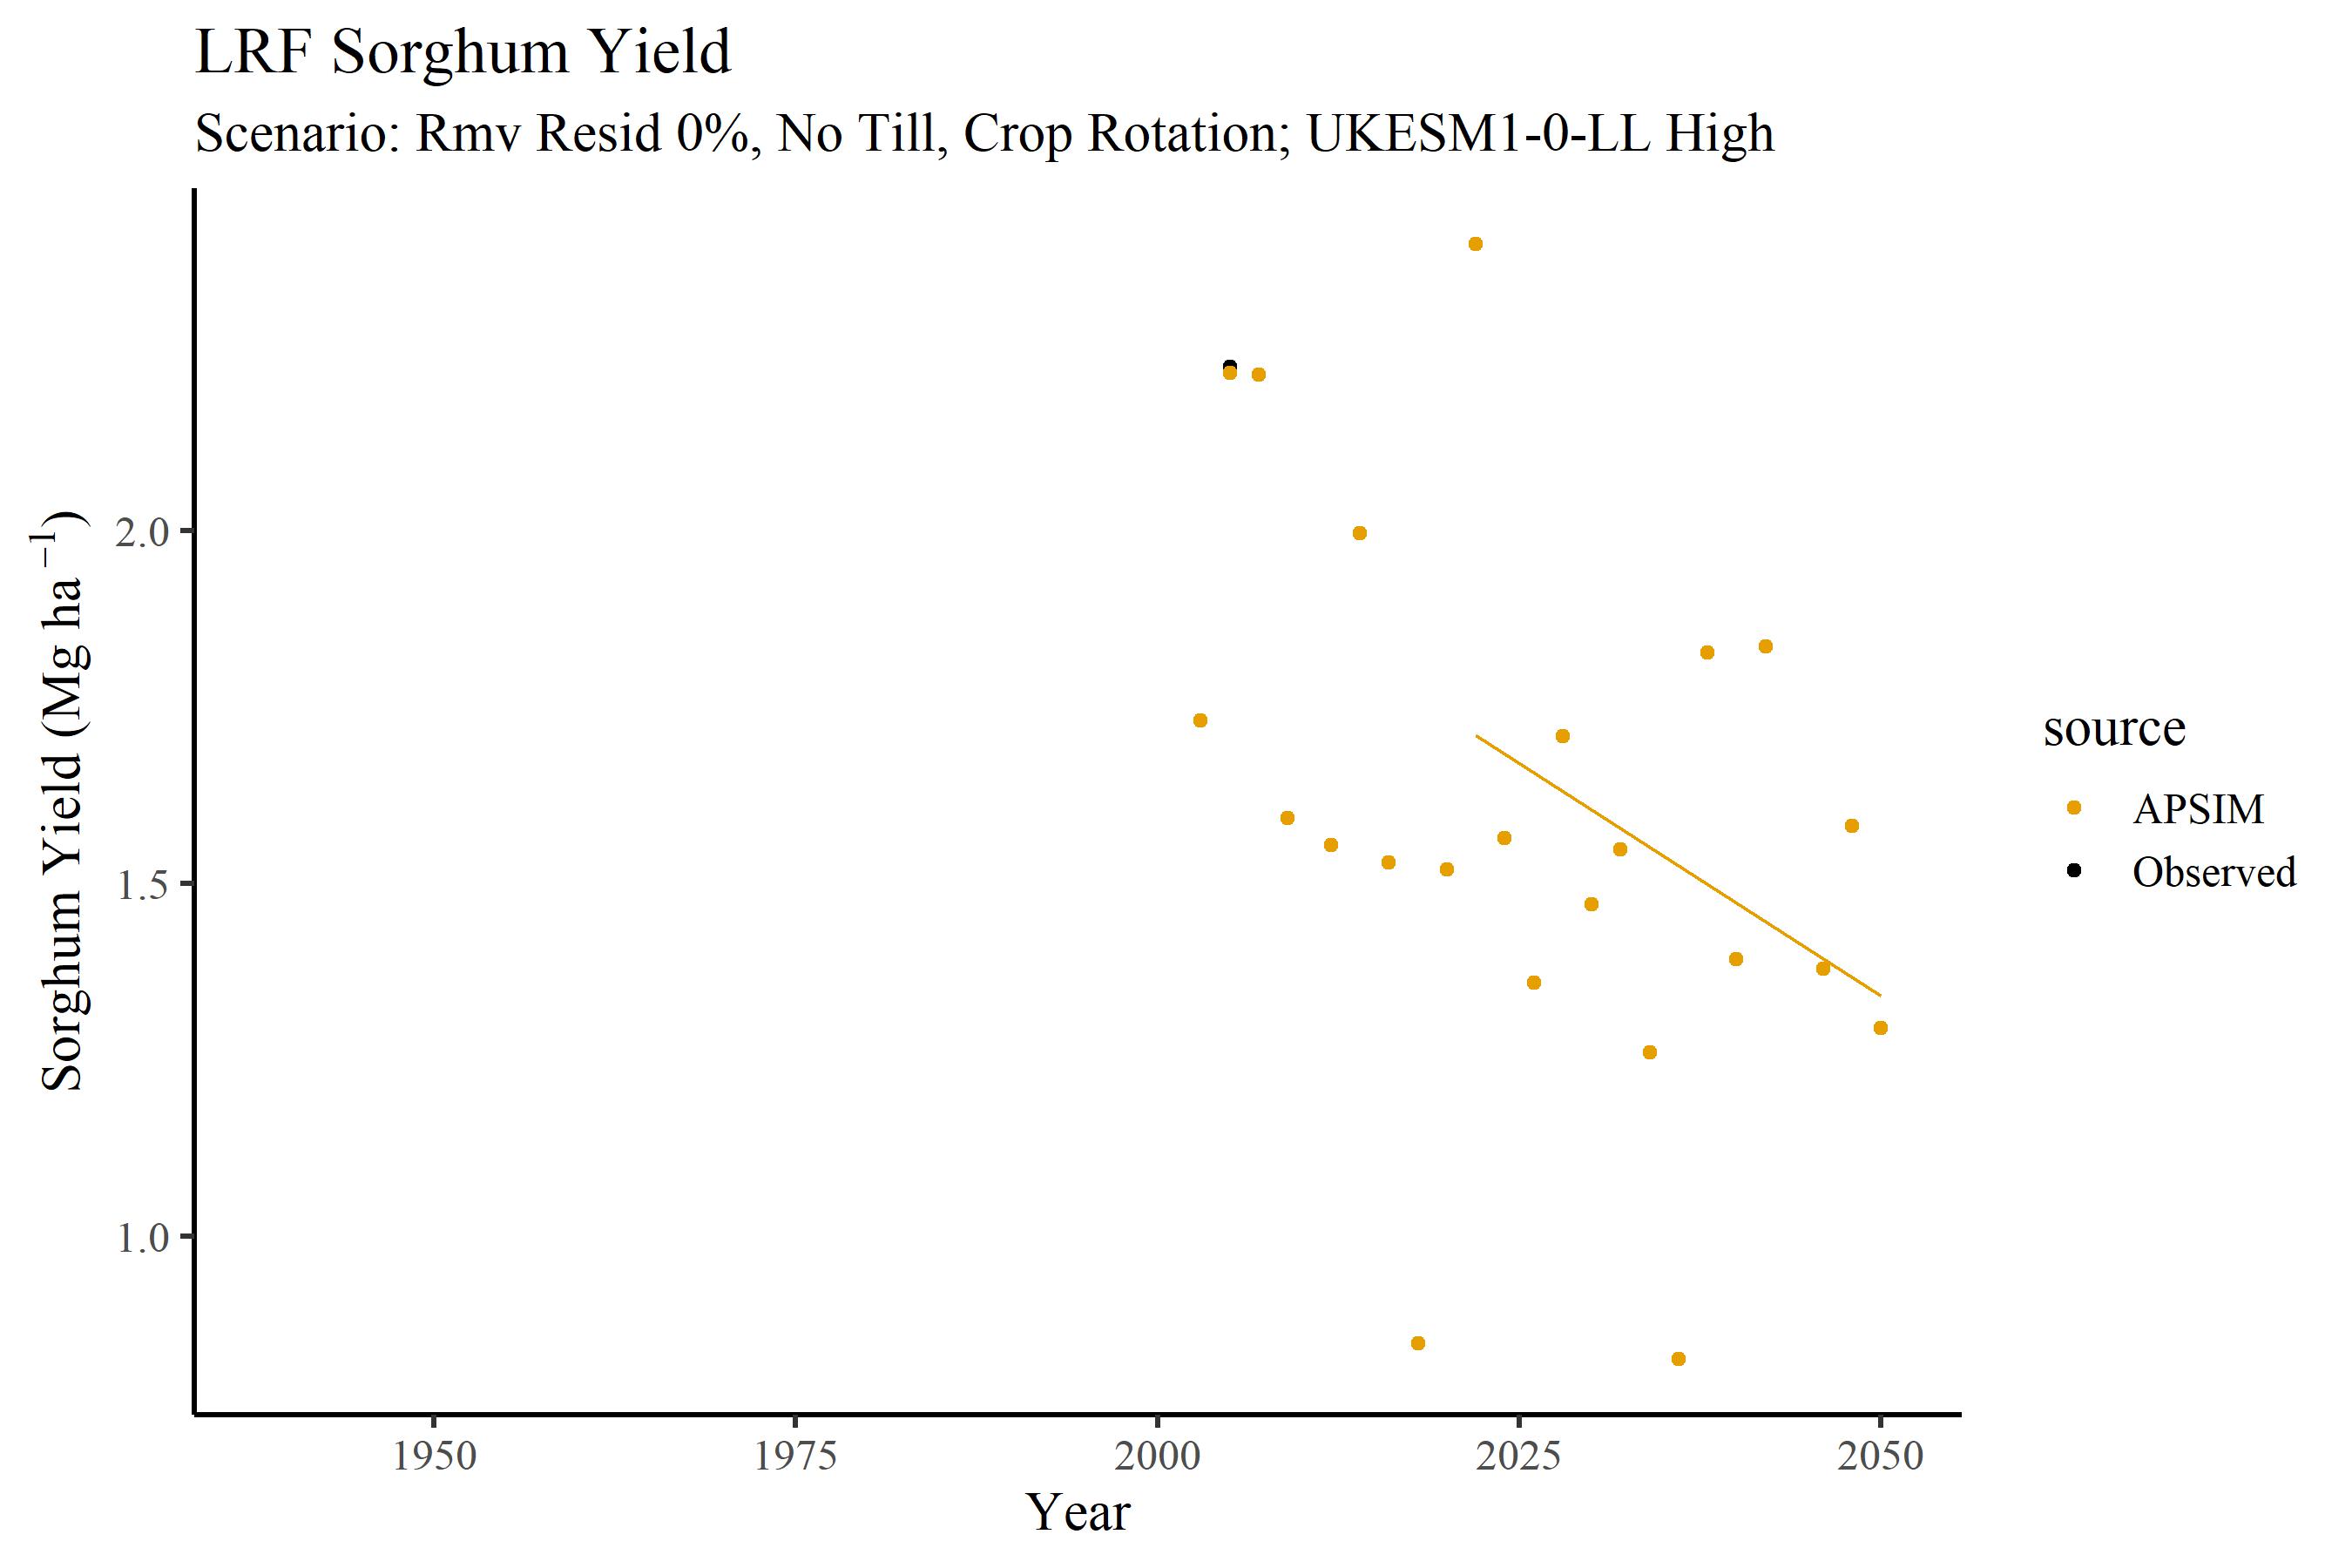 LRF Sorghum Yield
Scenario: Rmv Resid 0%, No Till, Crop Rotation; UKESM1-0-LL High
Sorghum Yield (Mg ha⁻¹)
2.0
1.5
1.0
1950 1975 2000 2025 2050
Year
source
APSIM
Observed